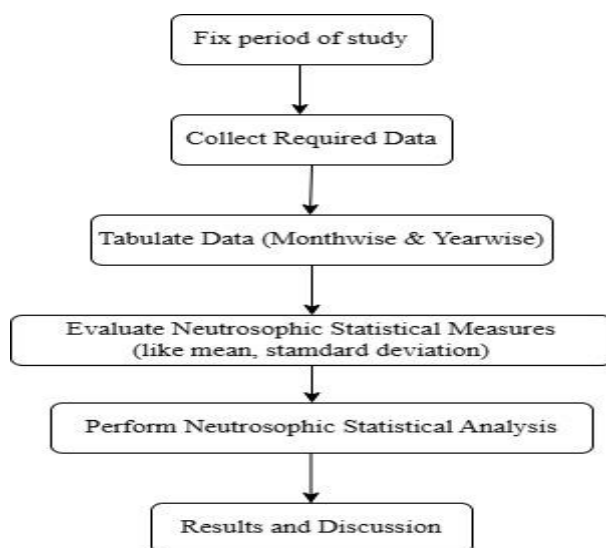 Fix period of study
Collect Required Data
Tabulate Data (Monthwise & Yearwise)
Evaluate Neutrosophic Statistical Measures
(like mean, stamdard deviation)
Perform Neutrosophic Statistical Analysis
Results and Discussion